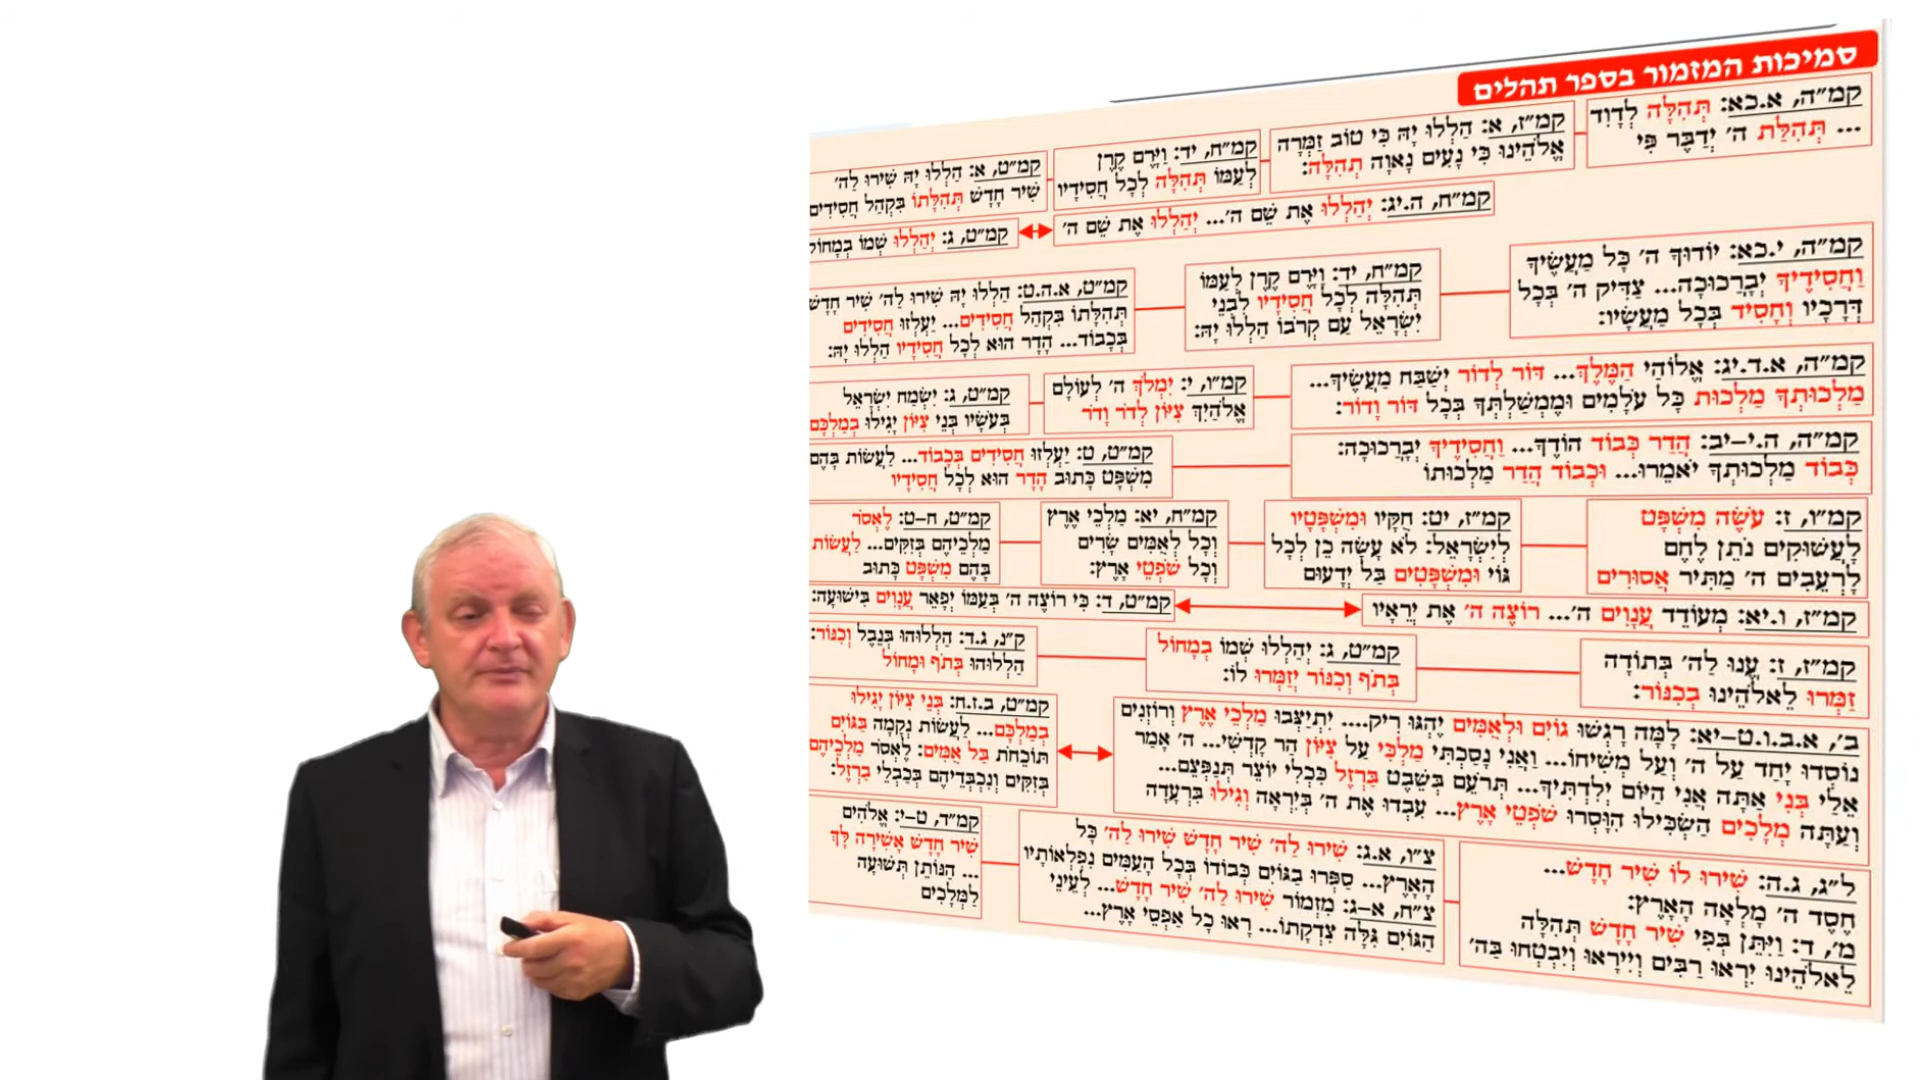 סמיכות המזמור בספר תהלים
קמ"ה, א.כא: תְּהִלָּה לְדָוִד
... תְּהִלַּת ה' יְדַבֶּר פִּי
קמ"ז, א: הַלְלוּ יָהּ כִּי טוֹב זַמְּרָה
אֱלֹהֵינוּ כִּי נָעִים נָאוָה תְהִלָּה:
קמ"ח, יד: וַיָּרֶם קֶרֶן
לְעַמּוֹ תְּהִלָּה לְכָל חֲסִידָיו
קמ"ט, א: הַלְלוּ יָהּ שִׁירוּ לַה'
שִׁיר חָדָשׁ תְּהִלָּתוֹ בִּקְהַל חֲסִידִים
קמ"ח, ה.יג: יְהַלְלוּ אֶת שֵׁם ה'... יְהַלְלוּ אֶת שֵׁם ה'
קמ"ט, ג: יְהַלְלוּ שְׁמוֹ בְמָחוֹל
קמ"ה, י.כא: יוֹדוּךָ ה' כָּל מַעֲשֶׂיךָ
וַחֲסִידֶיךָ יְבָרֲכוּכָה... צַדִּיק ה' בְּכָל
דְּרָכָיו וְחָסִיד בְּכָל מַעֲשָׂיו:
קמ"ח, יד: וַיָּרֶם קֶרֶן לְעַמּוֹ
תְּהִלָּה לְכָל חֲסִידָיו לִבְנֵי
יִשְׂרָאֵל עַם קְרֹבוֹ הַלְלוּ יָהּ:
קמ"ט, א.ה.ט: הַלְלוּ יָהּ שִׁירוּ לַה' שִׁיר חָדָשׁ
תְּהִלָּתוֹ בִּקְהַל חֲסִידִים... יַעְלְזוּ חֲסִידִים
בְּכָבוֹד... הָדָר הוּא לְכָל חֲסִידָיו הַלְלוּ יָהּ:
קמ"ה, א.ד.יג: אֱלוֹהַי הַמֶּלֶךְ... דּוֹר לְדוֹר יְשַׁבַּח מַעֲשֶׂיךָ...
מַלְכוּתְךָ מַלְכוּת כָּל עֹלָמִים וּמֶמְשַׁלְתְּךָ בְּכָל דּוֹר וָדוֹר:
קמ"ו, י: יִמְלֹךְ ה' לְעוֹלָם
אֱלֹהַיִךְ צִיּוֹן לְדֹר וָדֹר
קמ"ט, ג: יִשְׂמַח יִשְׂרָאֵל
בְּעֹשָׂיו בְּנֵי צִיּוֹן יָגִילוּ בְמַלְכָּם
קמ"ה, ה.י–יב: הֲדַר כְּבוֹד הוֹדֶךָ... וַחֲסִידֶיךָ יְבָרֲכוּכָה:
כְּבוֹד מַלְכוּתְךָ יֹאמֵרוּ... וּכְבוֹד הֲדַר מַלְכוּתוֹ
קמ"ט, ט: יַעְלְזוּ חֲסִידִים בְּכָבוֹד... לַעֲשׂוֹת בָּהֶם
מִשְׁפָּט כָּתוּב הָדָר הוּא לְכָל חֲסִידָיו
קמ"ו, ז: עֹשֶׂה מִשְׁפָּט
לָעֲשׁוּקִים נֹתֵן לֶחֶם
לָרְעֵבִים ה' מַתִּיר אֲסוּרִים
קמ"ז, יט: חֻקָּיו וּמִשְׁפָּטָיו
לְיִשְׂרָאֵל: לֹא עָשָׂה כֵן לְכָל
גּוֹי וּמִשְׁפָּטִים בַּל יְדָעוּם
קמ"ח, יא: מַלְכֵי אֶרֶץ
וְכָל לְאֻמִּים שָׂרִים
וְכָל שֹׁפְטֵי אָרֶץ:
קמ"ט, ח–ט: לֶאְסֹר
מַלְכֵיהֶם בְּזִקִּים... לַעֲשׂוֹת
בָּהֶם מִשְׁפָּט כָּתוּב
קמ"ז, ו.יא: מְעוֹדֵד עֲנָוִים ה'... רוֹצֶה ה' אֶת יְרֵאָיו
קמ"ט, ד: כִּי רוֹצֶה ה' בְּעַמּוֹ יְפָאֵר עֲנָוִים בִּישׁוּעָה:
קמ"ז, ז: עֱנוּ לַה' בְּתוֹדָה
זַמְּרוּ לֵאלֹהֵינוּ בְכִנּוֹר:
קמ"ט, ג: יְהַלְלוּ שְׁמוֹ בְמָחוֹל
בְּתֹף וְכִנּוֹר יְזַמְּרוּ לוֹ:
ק"נ, ג.ד: הַלְלוּהוּ בְּנֵבֶל וְכִנּוֹר:
הַלְלוּהוּ בְּתֹף וּמָחוֹל
ב', א.ב.ו.ט–יא: לָמָּה רָגְשׁוּ גוֹיִם וּלְאֻמִּים יֶהְגּוּ רִיק.... יִתְיַצְּבוּ מַלְכֵי אֶרֶץ וְרוֹזְנִים
נוֹסְדוּ יָחַד עַל ה' וְעַל מְשִׁיחוֹ... וַאֲנִי נָסַכְתִּי מַלְכִּי עַל צִיּוֹן הַר קָדְשִׁי... ה' אָמַר
אֵלַי בְּנִי אַתָּה אֲנִי הַיּוֹם יְלִדְתִּיךָ... תְּרֹעֵם בְּשֵׁבֶט בַּרְזֶל כִּכְלִי יוֹצֵר תְּנַפְּצֵם...
וְעַתָּה מְלָכִים הַשְׂכִּילוּ הִוָּסְרוּ שֹׁפְטֵי אָרֶץ... עִבְדוּ אֶת ה' בְּיִרְאָה וְגִילוּ בִּרְעָדָה
קמ"ט, ב.ז.ח: בְּנֵי צִיּוֹן יָגִילוּ
בְמַלְכָּם... לַעֲשׂוֹת נְקָמָה בַּגּוֹיִם
תּוֹכֵחֹת בַּל אֻמִּים: לֶאְסֹר מַלְכֵיהֶם
בְּזִקִּים וְנִכְבְּדֵיהֶם בְּכַבְלֵי בַרְזֶל:
ל"ג, ג.ה: שִׁירוּ לוֹ שִׁיר חָדָשׁ...
חֶסֶד ה' מָלְאָה הָאָרֶץ:
מ', ד: וַיִּתֵּן בְּפִי שִׁיר חָדָשׁ תְּהִלָּה
לֵאלֹהֵינוּ יִרְאוּ רַבִּים וְיִירָאוּ וְיִבְטְחוּ בַּה'
צ"ו, א.ג: שִׁירוּ לַה' שִׁיר חָדָשׁ שִׁירוּ לַה' כָּל
הָאָרֶץ... סַפְּרוּ בַגּוֹיִם כְּבוֹדוֹ בְּכָל הָעַמִּים נִפְלְאוֹתָיו
צ"ח, א–ג: מִזְמוֹר שִׁירוּ לַה' שִׁיר חָדָשׁ... לְעֵינֵי
הַגּוֹיִם גִּלָּה צִדְקָתוֹ... רָאוּ כָל אַפְסֵי אָרֶץ...
קמ"ד, ט–י: אֱלֹהִים
שִׁיר חָדָשׁ אָשִׁירָה לָּךְ
... הַנּוֹתֵן תְּשׁוּעָה
לַמְּלָכִים